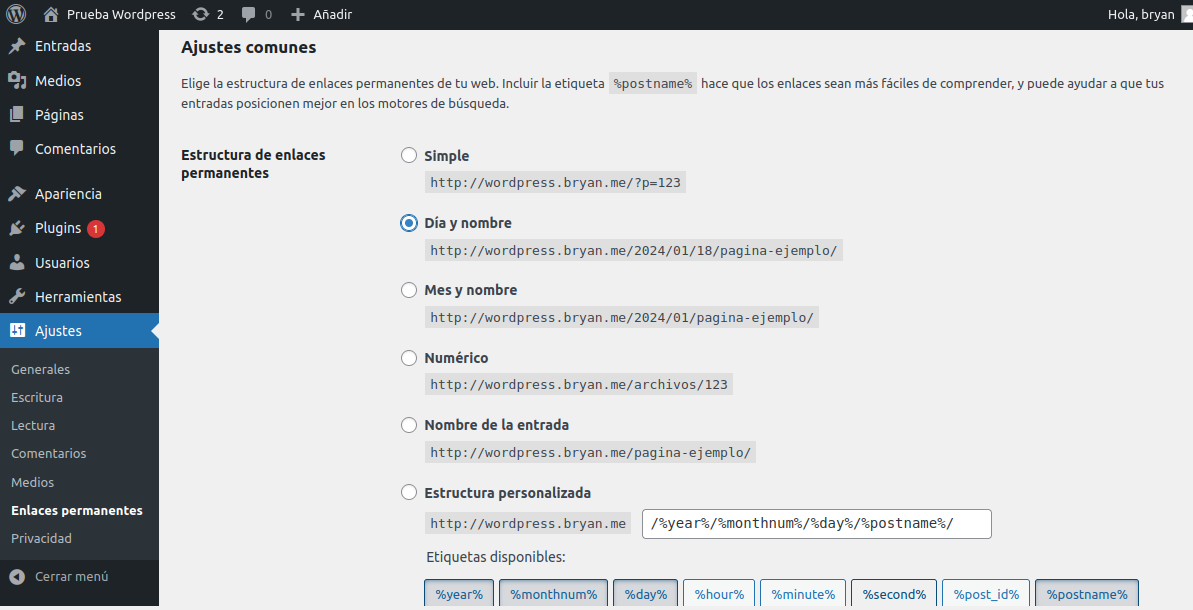 Prueba Wordpress 2 0 Añadir Hola, bryan
Entradas
Medios
Páginas
Comentarios
Apariencia
Plugins 1
Usuarios
Herramientas
Ajustes
Generales
Escritura
Lectura
Comentarios
Medios
Enlaces permanentes
Privacidad
Cerrar menú
Ajustes comunes
Elige la estructura de enlaces permanentes de tu web. Incluir la etiqueta %postname% hace que los enlaces sean más fáciles de comprender, y puede ayudar a que tus
entradas posicionen mejor en los motores de búsqueda.
Estructura de enlaces
permanentes
Simple
http://wordpress.bryan.me/?p=123
Día y nombre
http://wordpress.bryan.me/2024/01/18/pagina-ejemplo/
Mes y nombre
http://wordpress.bryan.me/2024/01/pagina-ejemplo/
Numérico
http://wordpress.bryan.me/archivos/123
Nombre de la entrada
http://wordpress.bryan.me/pagina-ejemplo/
Estructura personalizada
http://wordpress.bryan.me /%year%/%monthnum%/%day%/%postname%/
Etiquetas disponibles:
%year% %monthnum% %day% %hour% %minute% %second% %post_id% %postname%